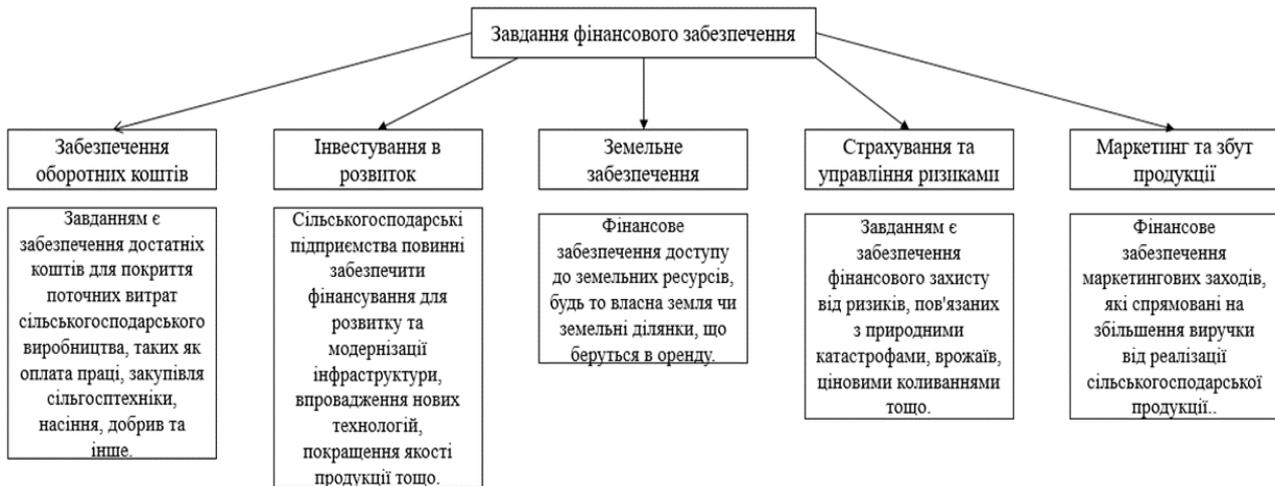 Завдання фінансового забезпечення
Забезпечення
оборотних коштів
Інвестування в
розвиток
Земельне
забезпечення
Страхування та
управління ризиками
Маркетинг та збут
продукції
Завданням є
забезпечення достатніх
коштів для покриття
поточних витрат
сільськогосподарського
виробництва, таких як
оплата праці, закупівля
сільгосптехніки,
насіння, добрив та
інше.
Сільськогосподарські
підприємства повинні
забезпечити
фінансування для
розвитку та
модернізації
інфраструктури,
впровадження нових
технологій,
покращення якості
продукції тощо.
Фінансове
забезпечення доступу
до земельних ресурсів,
будь то власна земля чи
земельні ділянки, що
беруться в оренду.
Завданням є
забезпечення
фінансового захисту
від ризиків, пов'язаних
з природними
катастрофами, врожаїв,
ціновими коливаннями
тощо.
Фінансове
забезпечення
маркетингових заходів,
які спрямовані на
збільшення виручки
від реалізації
сільськогосподарської
продукції..